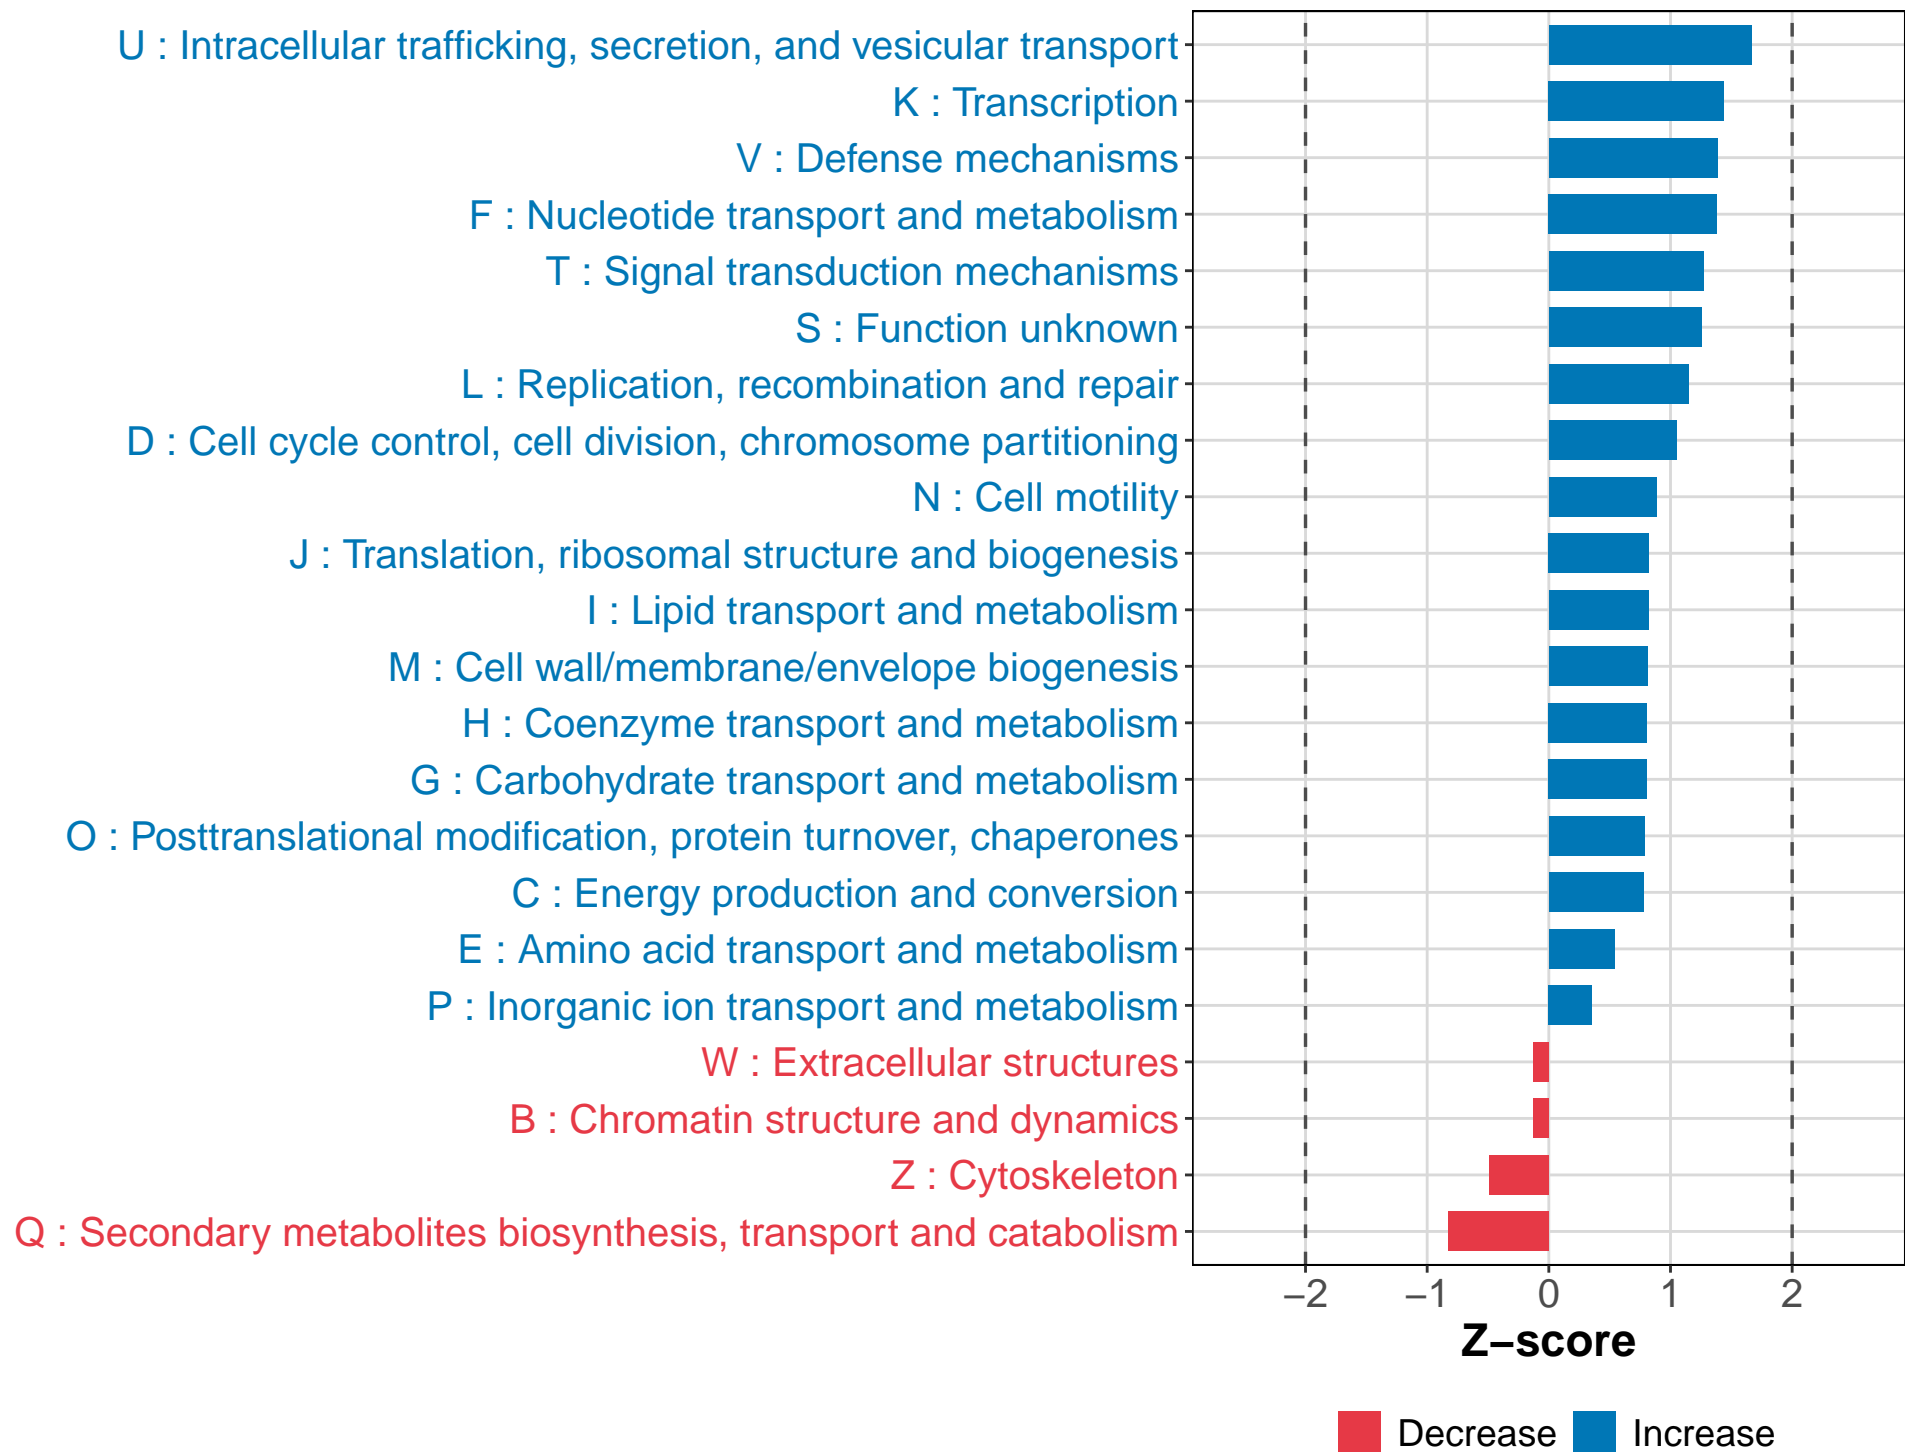 U : Intracellular trafficking, secretion, and vesicular transport
K : Transcription
V : Defense mechanisms
F : Nucleotide transport and metabolism
T : Signal transduction mechanisms
S : Function unknown
L : Replication, recombination and repair
D : Cell cycle control, cell division, chromosome partitioning
N : Cell motility
J : Translation, ribosomal structure and biogenesis
I : Lipid transport and metabolism
M : Cell wall/membrane/envelope biogenesis
H : Coenzyme transport and metabolism
G : Carbohydrate transport and metabolism
O : Posttranslational modification, protein turnover, chaperones
C : Energy production and conversion
E : Amino acid transport and metabolism
P : Inorganic ion transport and metabolism
W : Extracellular structures
B : Chromatin structure and dynamics
Z : Cytoskeleton
Q : Secondary metabolites biosynthesis, transport and catabolism
−2 −1 0 1 2
Z−score
Decrease Increase